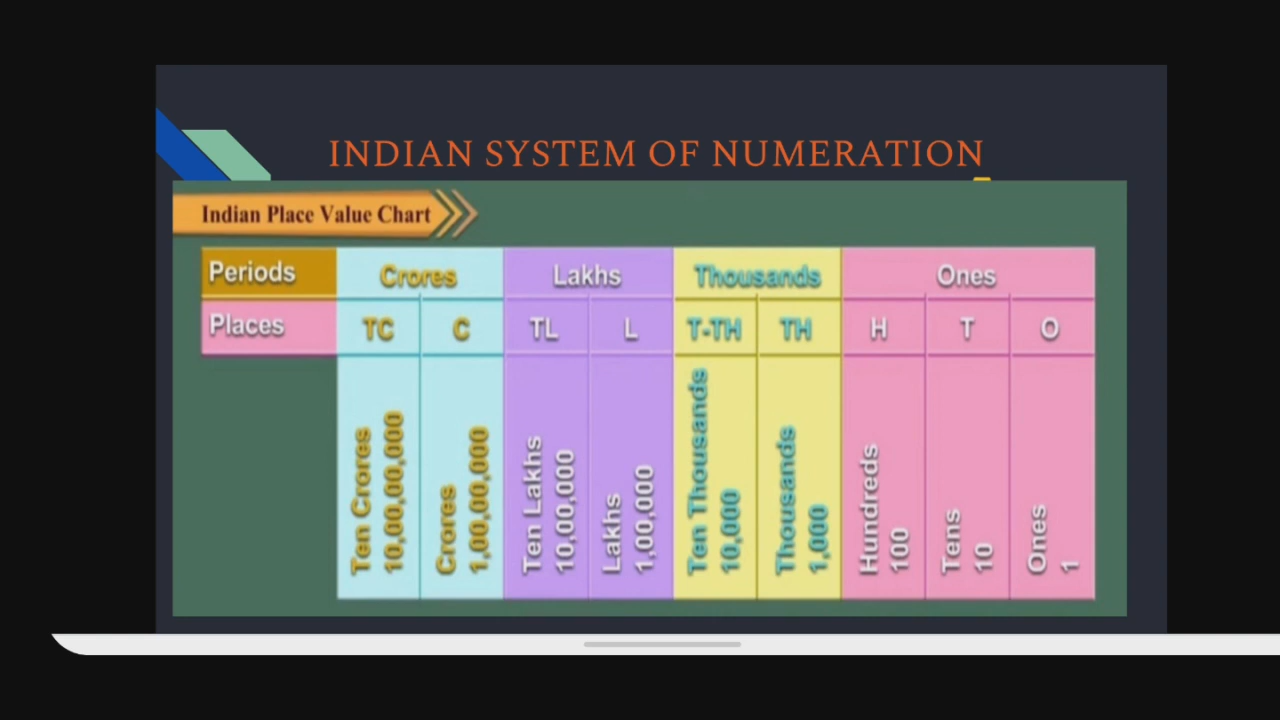 INDIAN SYSTEM OF NUMERATION
Indian Place Value Chart
Periods Crores Lakhs Thousands Ones
Places TC C TL L T-TH TH H T O
Ten Crores
10,00,00,000
Crores
1,00,00,000
Ten Lakhs
10,00,000
Lakhs
1,00,000
Ten Thousands
10,000
Thousands
1,000
Hundreds
100
Tens
10
Ones
1